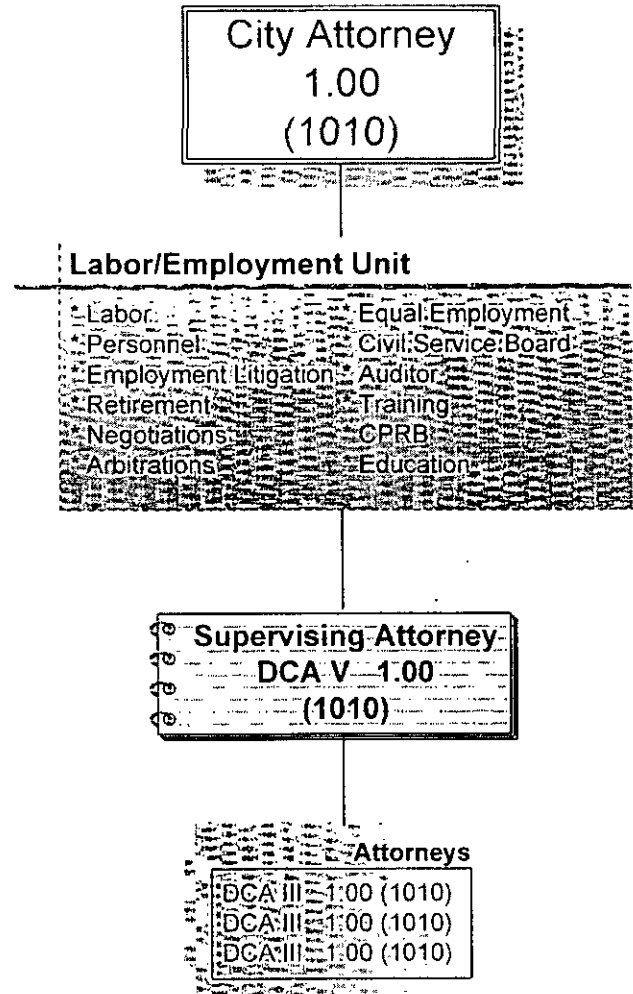 City Attorney
1.00
(1010)
Labor/Employment Unit
* Labor
* Personnel
* Employment Litigation
* Retirement
* Negotiations
* Arbitrations
* Equal Employment
* Civil Service Board
* Auditor
* Training
* CPRB
* Education
Supervising Attorney
DCA V 1.00
(1010)
Attorneys
DCA III 1.00 (1010)
DCA III 1.00 (1010)
DCA III 1.00 (1010)